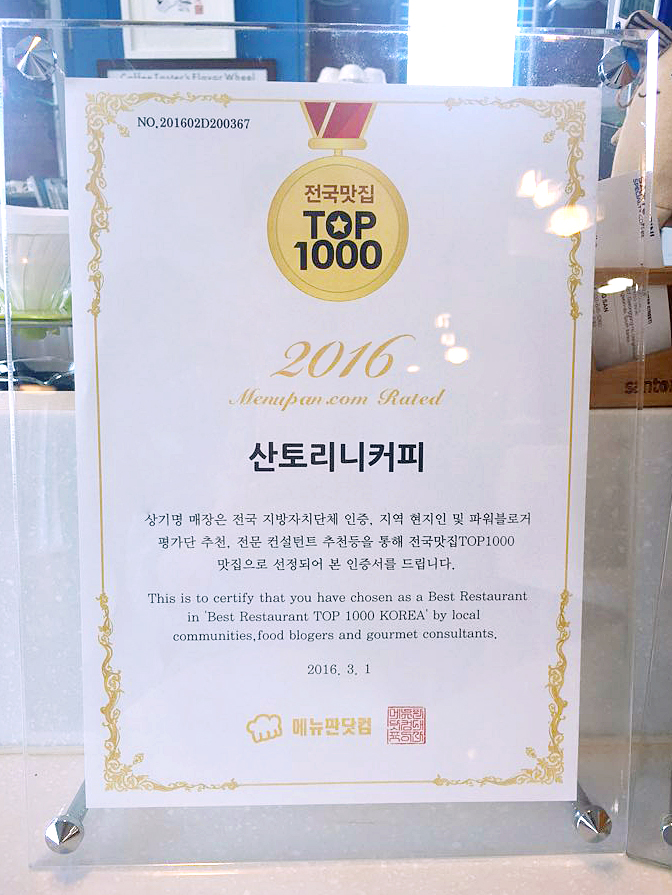 Coffee Taster's Flavor Wheel
NO.201602D200367
전국맛집
TOP
1000
2016
Menupan.com Rated
산토리니커피
상기명 매장은 전국 지방자치단체 인증, 지역 현지인 및 파워블로거
평가단 추천, 전문 컨설턴트 추천등을 통해 전국맛집TOP1000
맛집으로 선정되어 본 인증서를 드립니다.
This is to certify that you have chosen as a Best Restaurant
in 'Best Restaurant TOP 1000 KOREA' by local
communities,food blogers and gourmet consultants.
2016. 3. 1
메뉴판닷컴